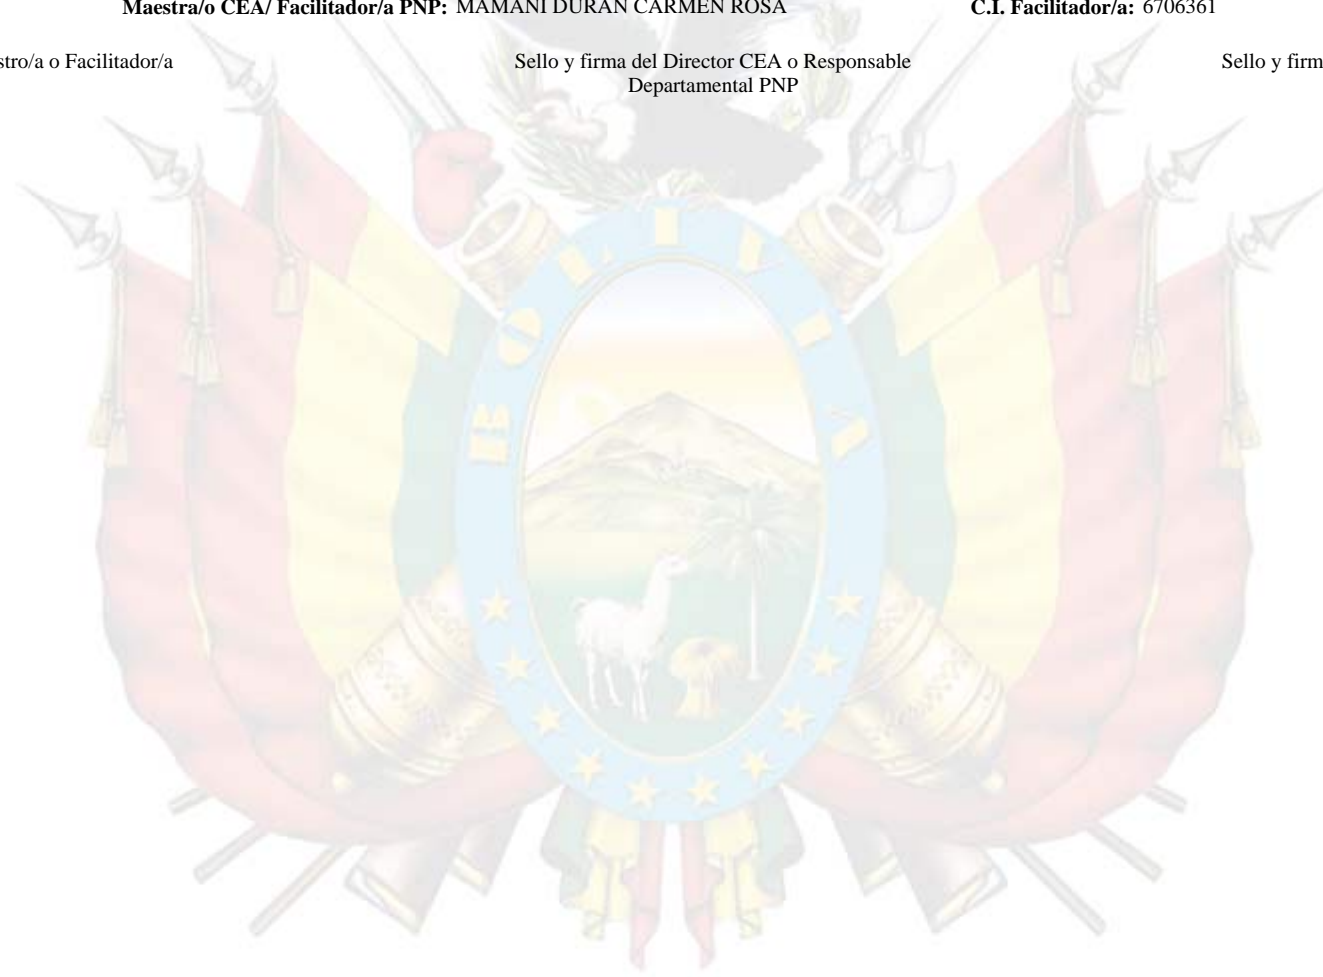 Maestra/o CEA/ Facilitador/a PNP: MAMANI DURAN CARMEN ROSA C.I. Facilitador/a: 6706361
stro/a o Facilitador/a Sello y firma del Director CEA o Responsable Sello y firm
Departamental PNP
BOLIVIA